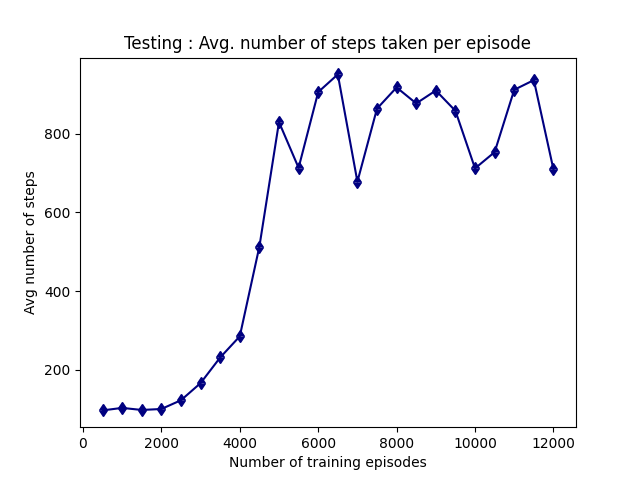 Testing : Avg. number of steps taken per episode
800
600
400
200
Avg number of steps
0 2000 4000 6000 8000 10000 12000
Number of training episodes